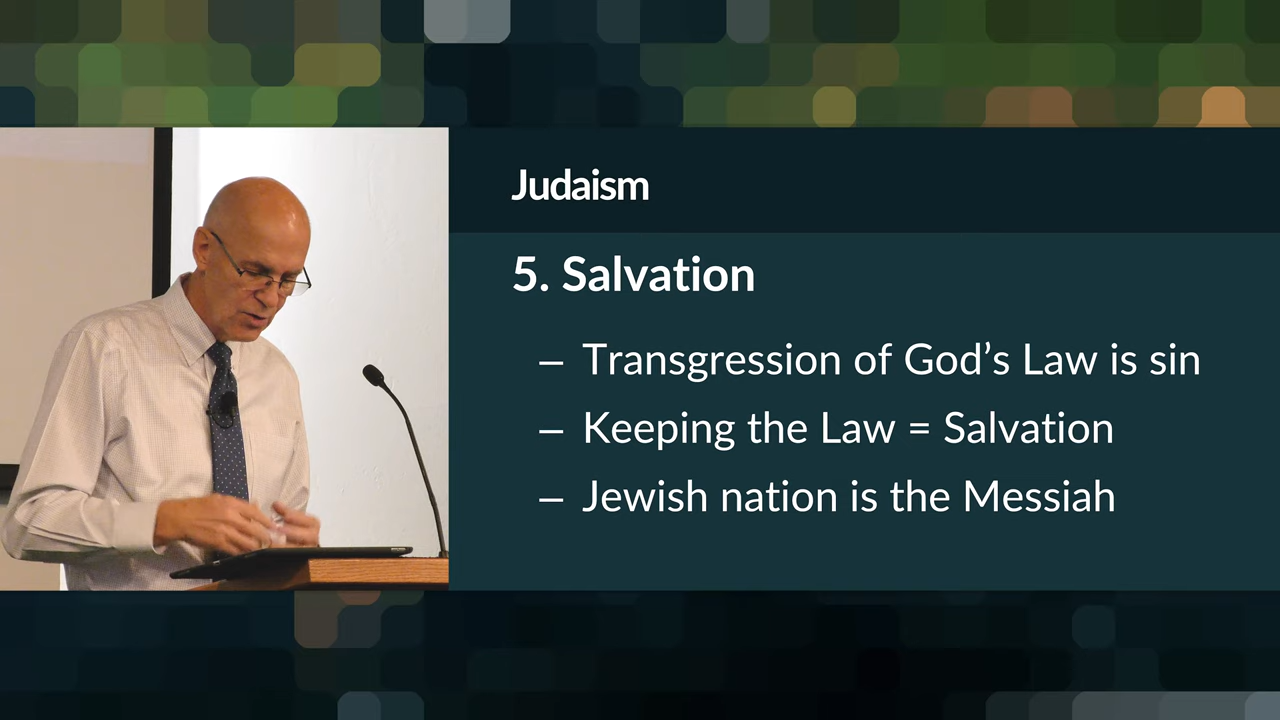 Judaism
5. Salvation
– Transgression of God’s Law is sin
– Keeping the Law = Salvation
– Jewish nation is the Messiah